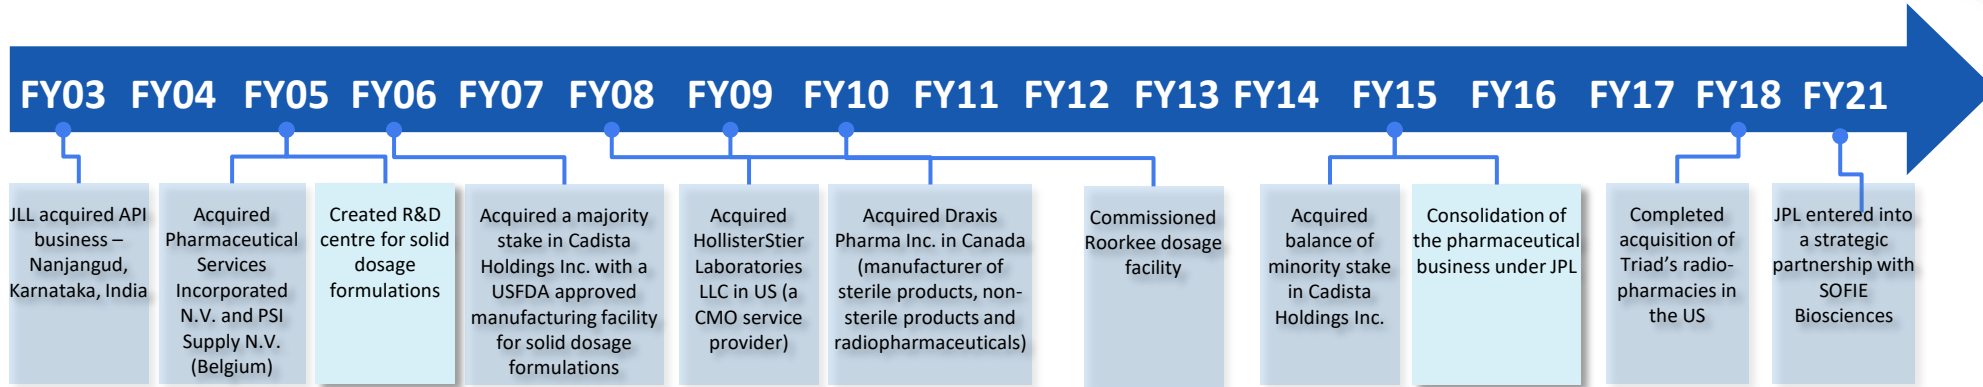 FY03 FY04 FY05 FY06 FY07 FY08 FY09 FY10 FY11 FY12 FY13 FY14 FY15 FY16 FY17 FY18 FY21
JLL acquired API
business –
Nanjangud,
Karnataka, India
Acquired
Pharmaceutical
Services
Incorporated
N.V. and PSI
Supply N.V.
(Belgium)
Created R&D
centre for solid
dosage
formulations
Acquired a majority
stake in Cadista
Holdings Inc. with a
USFDA approved
manufacturing facility
for solid dosage
formulations
Acquired
HollisterStier
Laboratories
LLC in US (a
CMO service
provider)
Acquired Draxis
Pharma Inc. in Canada
(manufacturer of
sterile products, non-
sterile products and
radiopharmaceuticals)
Commissioned
Roorkee dosage
facility
Acquired
balance of
minority stake
in Cadista
Holdings Inc.
Consolidation of
the pharmaceutical
business under JPL
Completed
acquisition of
Triad's radio-
pharmacies in
the US
JPL entered into
a strategic
partnership with
SOFIE
Biosciences